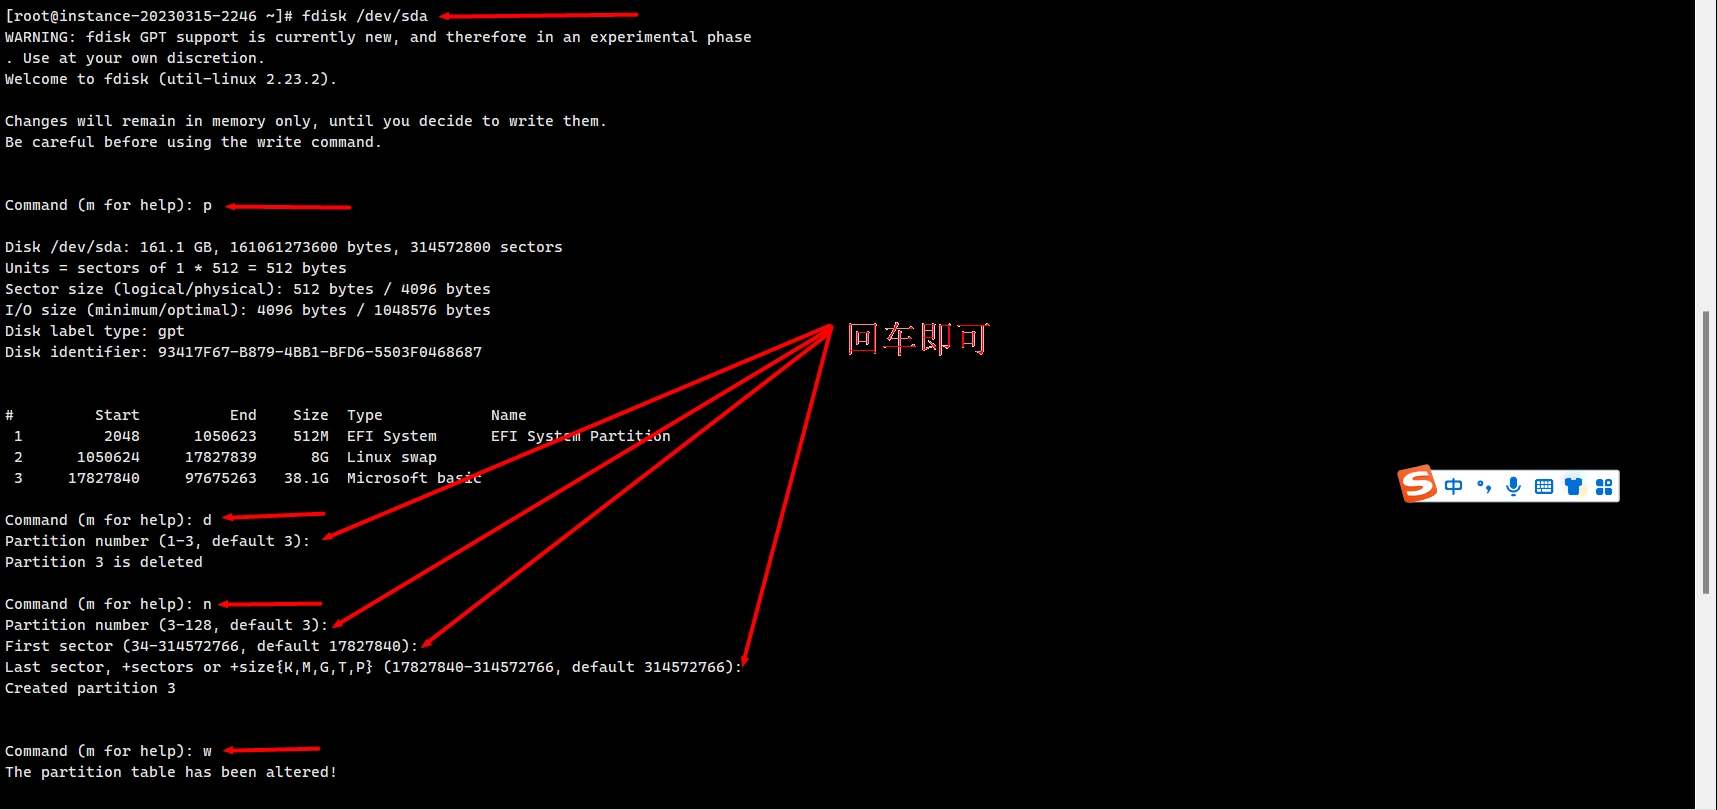 [root@instance-20230315-2246 ~]# fdisk /dev/sda
WARNING: fdisk GPT support is currently new, and therefore in an experimental phase
. Use at your own discretion.
Welcome to fdisk (util-linux 2.23.2).
Changes will remain in memory only, until you decide to write them.
Be careful before using the write command.
Command (m for help): p
Disk /dev/sda: 161.1 GB, 161061273600 bytes, 314572800 sectors
Units = sectors of 1 * 512 = 512 bytes
Sector size (logical/physical): 512 bytes / 4096 bytes
I/O size (minimum/optimal): 4096 bytes / 1048576 bytes
Disk label type: gpt
Disk identifier: 93417F67-B879-4BB1-BFD6-5503F0468687
回车即可
# Start End Size Type Name
1 2048 1050623 512M EFI System EFI System Partition
2 1050624 17827839 8G Linux swap
3 17827840 97675263 38.1G Microsoft basic
中
Command (m for help): d
Partition number (1-3, default 3):
Partition 3 is deleted
Command (m for help): n
Partition number (3-128, default 3):
First sector (34-314572766, default 17827840):
Last sector, +sectors or +size{K,M,G,T,P} (17827840-314572766, default 314572766):
Created partition 3
Command (m for help): w
The partition table has been altered!